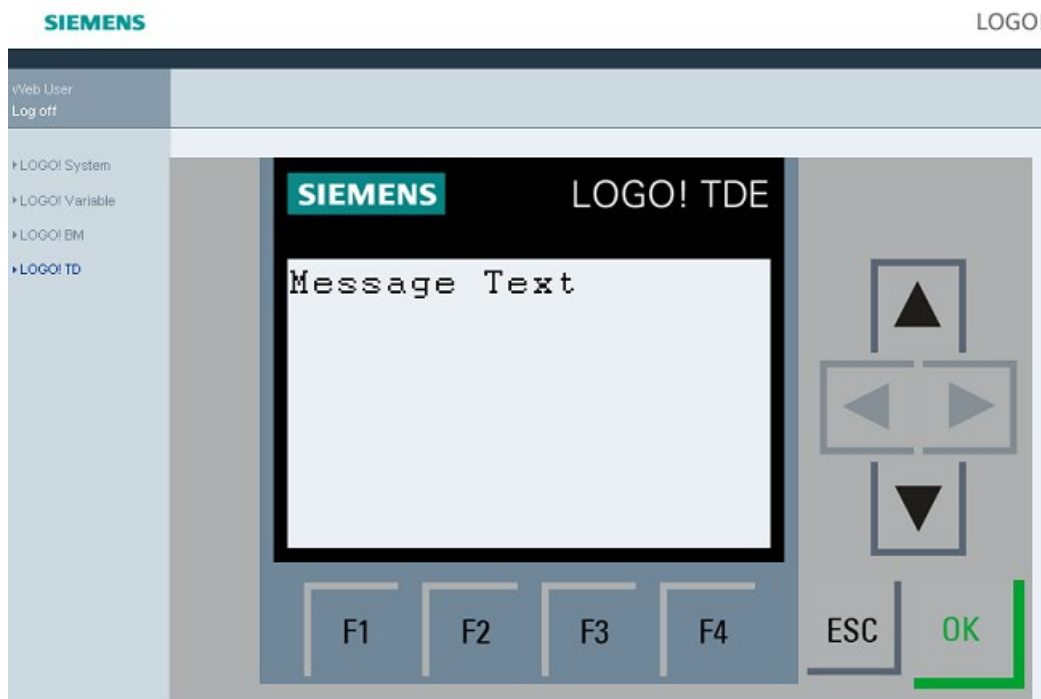 SIEMENS
LOGO!
Web User
Log off
LOGO! System
LOGO! Variable
LOGO! BM
LOGO! TD
SIEMENS LOGO! TDE
Message Text
F1 F2 F3 F4 ESC OK